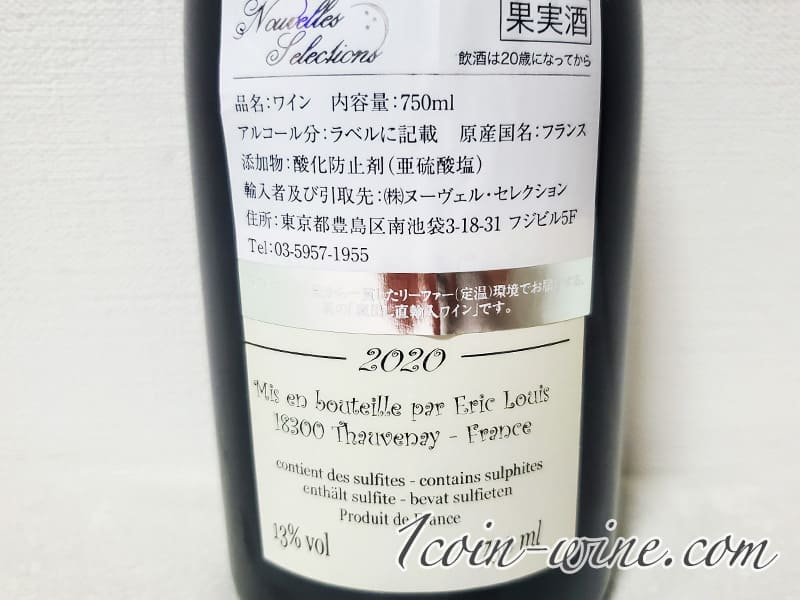 Nouvelles
Selections
果実酒
飲酒は20歳になってから
品名:ワイン 内容量:750ml
アルコール分:ラベルに記載 原産国名:フランス
添加物:酸化防止剤(亜硫酸塩)
輸入者及び引取先:㈱ヌーヴェル・セレクション
住所:東京都豊島区南池袋3-18-31 フジビル5F
Tel:03-5957-1955
したリーファー(定温)環境でお届けする、
直輸入ワイン」です。
2020
Mis en bouteille par Eric Louis
18300 Thauvenay - France
contient des sulfites - contains sulphites
enthält sulfite - bevat sulfieten
Produit de France
13% vol ml
1coin-wine.com